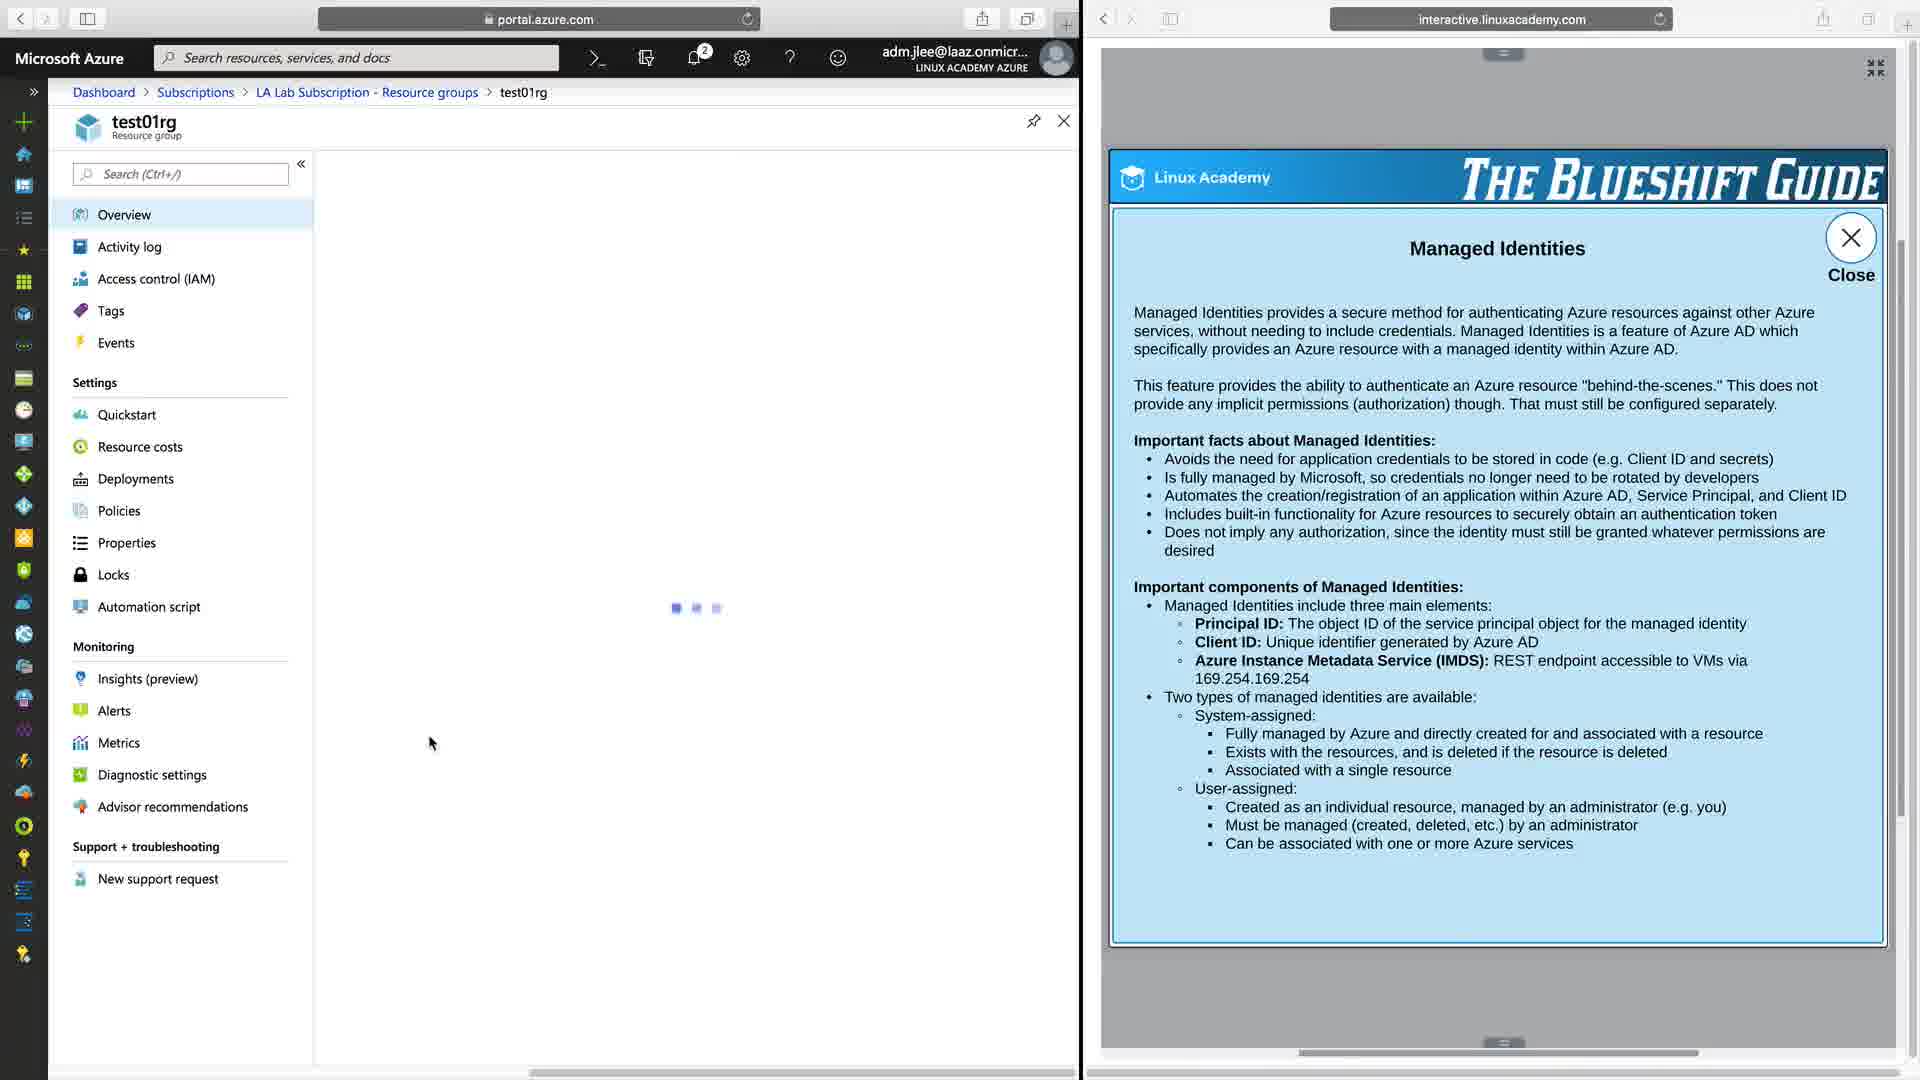 portal.azure.com
Microsoft Azure
Search resources, services, and docs
2
adm.jlee@laaz.onmicr...
LINUX ACADEMY AZURE
Dashboard > Subscriptions > LA Lab Subscription - Resource groups > test01rg
test01rg
Resource group
Search (Ctrl+/)
Overview
Activity log
Access control (IAM)
Tags
Events
Settings
Quickstart
Resource costs
Deployments
Policies
Properties
Locks
Automation script
Monitoring
Insights (preview)
Alerts
Metrics
Diagnostic settings
Advisor recommendations
Support + troubleshooting
New support request
interactive.linuxacademy.com
Linux Academy
THE BLUESHIFT GUIDE
Managed Identities
Close
Managed Identities provides a secure method for authenticating Azure resources against other Azure
services, without needing to include credentials. Managed Identities is a feature of Azure AD which
specifically provides an Azure resource with a managed identity within Azure AD.
This feature provides the ability to authenticate an Azure resource "behind-the-scenes." This does not
provide any implicit permissions (authorization) though. That must still be configured separately.
Important facts about Managed Identities:
• Avoids the need for application credentials to be stored in code (e.g. Client ID and secrets)
• Is fully managed by Microsoft, so credentials no longer need to be rotated by developers
• Automates the creation/registration of an application within Azure AD, Service Principal, and Client ID
• Includes built-in functionality for Azure resources to securely obtain an authentication token
• Does not imply any authorization, since the identity must still be granted whatever permissions are
desired
Important components of Managed Identities:
• Managed Identities include three main elements:
◦ Principal ID: The object ID of the service principal object for the managed identity
◦ Client ID: Unique identifier generated by Azure AD
◦ Azure Instance Metadata Service (IMDS): REST endpoint accessible to VMs via
169.254.169.254
• Two types of managed identities are available:
◦ System-assigned:
▪ Fully managed by Azure and directly created for and associated with a resource
▪ Exists with the resources, and is deleted if the resource is deleted
▪ Associated with a single resource
◦ User-assigned:
▪ Created as an individual resource, managed by an administrator (e.g. you)
▪ Must be managed (created, deleted, etc.) by an administrator
▪ Can be associated with one or more Azure services